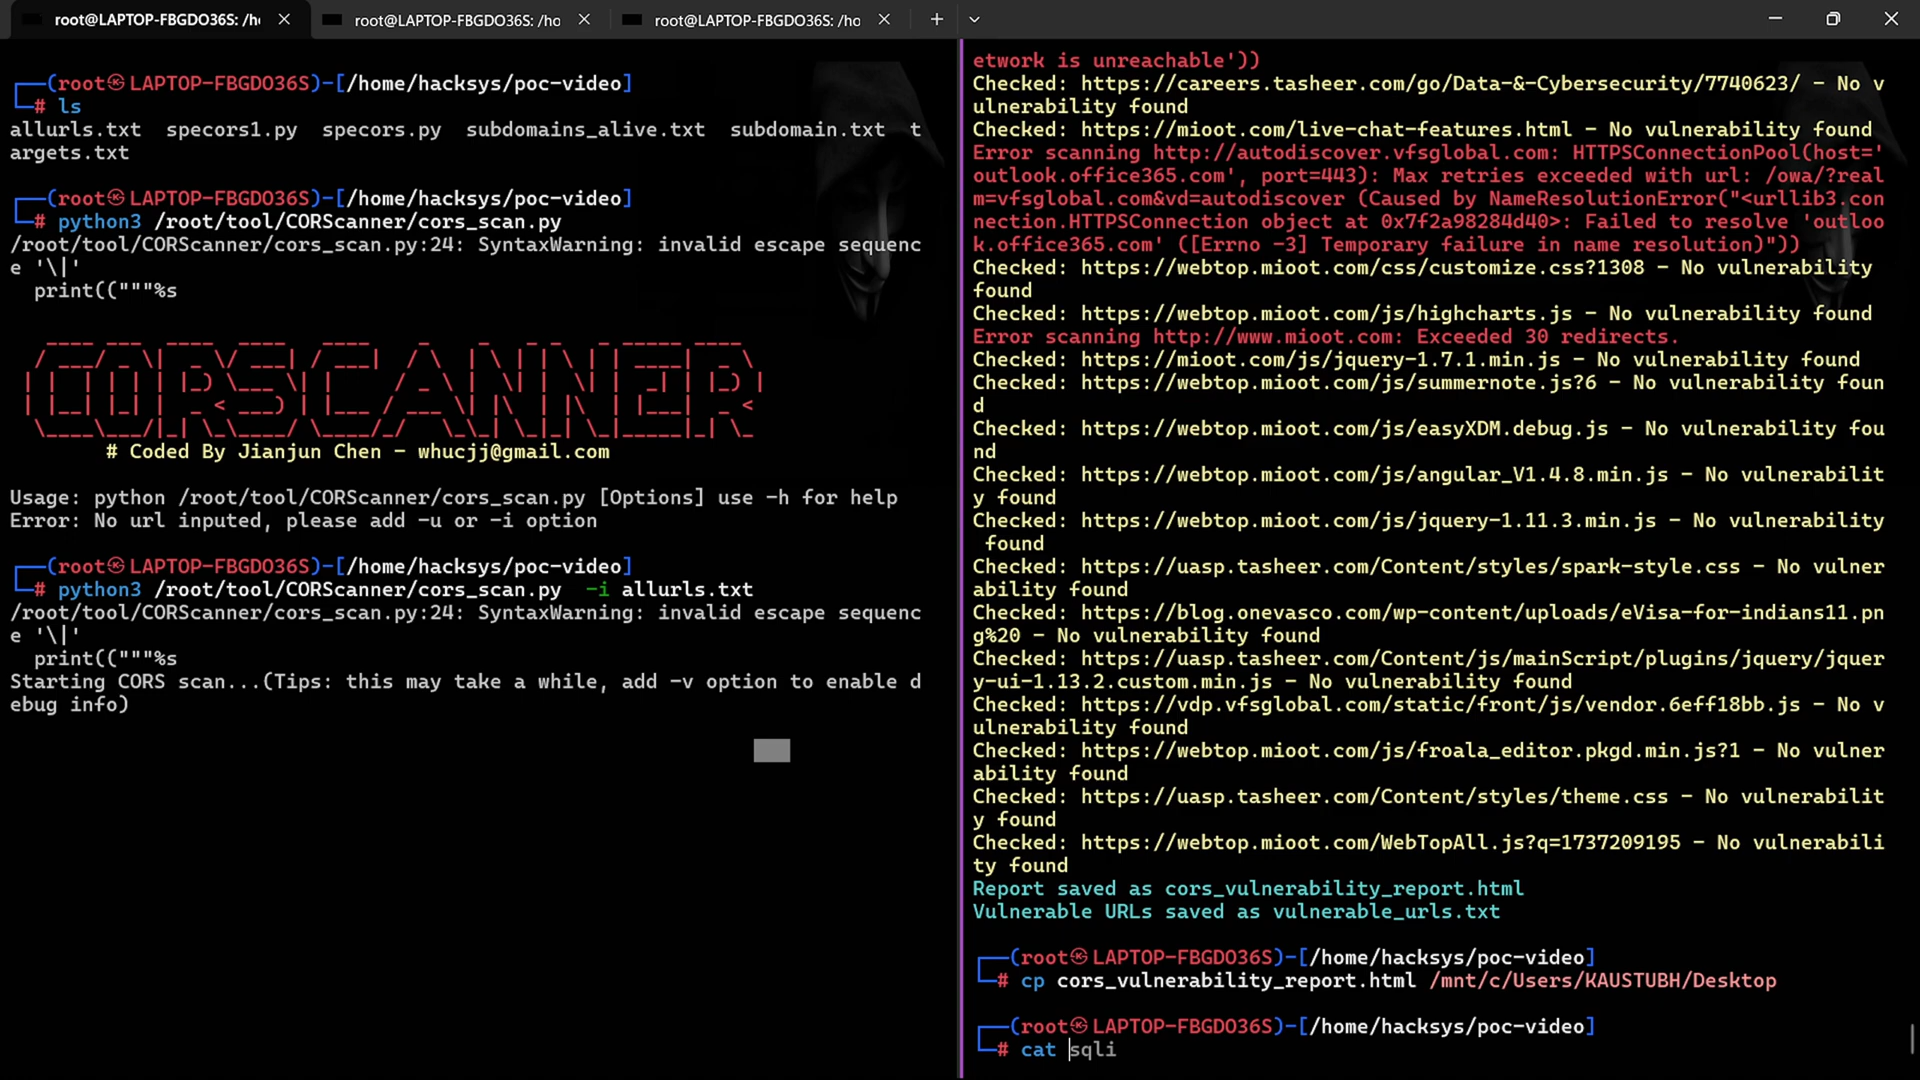 root@LAPTOP-FBGDO36S: /ho
root@LAPTOP-FBGDO36S: /ho
root@LAPTOP-FBGDO36S: /ho
┌──(root㉿LAPTOP-FBGDO36S)-[/home/hacksys/poc-video]
└─# ls
allurls.txt  specors1.py  specors.py  subdomains_alive.txt  subdomain.txt  t
argets.txt
┌──(root㉿LAPTOP-FBGDO36S)-[/home/hacksys/poc-video]
└─# python3 /root/tool/CORScanner/cors_scan.py
/root/tool/CORScanner/cors_scan.py:24: SyntaxWarning: invalid escape sequenc
e '\|'
  print(("""%s
CORSCANNER
# Coded By Jianjun Chen - whucjj@gmail.com
Usage: python /root/tool/CORScanner/cors_scan.py [Options] use -h for help
Error: No url inputed, please add -u or -i option
┌──(root㉿LAPTOP-FBGDO36S)-[/home/hacksys/poc-video]
└─# python3 /root/tool/CORScanner/cors_scan.py  -i allurls.txt
/root/tool/CORScanner/cors_scan.py:24: SyntaxWarning: invalid escape sequenc
e '\|'
  print(("""%s
Starting CORS scan...(Tips: this may take a while, add -v option to enable d
ebug info)
etwork is unreachable'))
Checked: https://careers.tasheer.com/go/Data-&-Cybersecurity/7740623/ - No v
ulnerability found
Checked: https://mioot.com/live-chat-features.html - No vulnerability found
Error scanning http://autodiscover.vfsglobal.com: HTTPSConnectionPool(host='
outlook.office365.com', port=443): Max retries exceeded with url: /owa/?real
m=vfsglobal.com&vd=autodiscover (Caused by NameResolutionError("<urllib3.con
nection.HTTPSConnection object at 0x7f2a98284d40>: Failed to resolve 'outloo
k.office365.com' ([Errno -3] Temporary failure in name resolution)"))
Checked: https://webtop.mioot.com/css/customize.css?1308 - No vulnerability
found
Checked: https://webtop.mioot.com/js/highcharts.js - No vulnerability found
Error scanning http://www.mioot.com: Exceeded 30 redirects.
Checked: https://mioot.com/js/jquery-1.7.1.min.js - No vulnerability found
Checked: https://webtop.mioot.com/js/summernote.js?6 - No vulnerability foun
d
Checked: https://webtop.mioot.com/js/easyXDM.debug.js - No vulnerability fou
nd
Checked: https://webtop.mioot.com/js/angular_V1.4.8.min.js - No vulnerabilit
y found
Checked: https://webtop.mioot.com/js/jquery-1.11.3.min.js - No vulnerability
 found
Checked: https://uasp.tasheer.com/Content/styles/spark-style.css - No vulner
ability found
Checked: https://blog.onevasco.com/wp-content/uploads/eVisa-for-indians11.pn
g%20 - No vulnerability found
Checked: https://uasp.tasheer.com/Content/js/mainScript/plugins/jquery/jquer
y-ui-1.13.2.custom.min.js - No vulnerability found
Checked: https://vdp.vfsglobal.com/static/front/js/vendor.6eff18bb.js - No v
ulnerability found
Checked: https://webtop.mioot.com/js/froala_editor.pkgd.min.js?1 - No vulner
ability found
Checked: https://uasp.tasheer.com/Content/styles/theme.css - No vulnerabilit
y found
Checked: https://webtop.mioot.com/WebTopAll.js?q=1737209195 - No vulnerabili
ty found
Report saved as cors_vulnerability_report.html
Vulnerable URLs saved as vulnerable_urls.txt
┌──(root㉿LAPTOP-FBGDO36S)-[/home/hacksys/poc-video]
└─# cp cors_vulnerability_report.html /mnt/c/Users/KAUSTUBH/Desktop
┌──(root㉿LAPTOP-FBGDO36S)-[/home/hacksys/poc-video]
└─# cat sqli